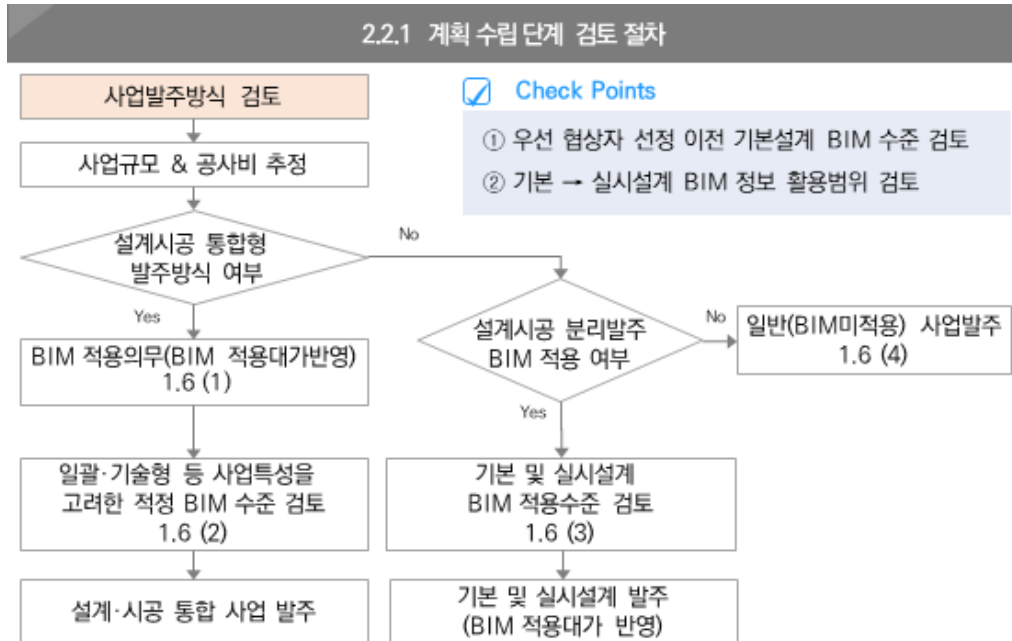 2.2.1 계획 수립 단계 검토 절차
사업발주방식 검토
Check Points
① 우선 협상자 선정 이전 기본설계 BIM 수준 검토
② 기본 → 실시설계 BIM 정보 활용범위 검토
사업규모 & 공사비 추정
설계시공 통합형
발주방식 여부
No
Yes
설계시공 분리발주
BIM 적용 여부
No
일반(BIM미적용) 사업발주
1.6 (4)
BIM 적용의무(BIM 적용대가반영)
1.6 (1)
Yes
일괄·기술형 등 사업특성을
고려한 적정 BIM 수준 검토
1.6 (2)
기본 및 실시설계
BIM 적용수준 검토
1.6 (3)
설계·시공 통합 사업 발주
기본 및 실시설계 발주
(BIM 적용대가 반영)